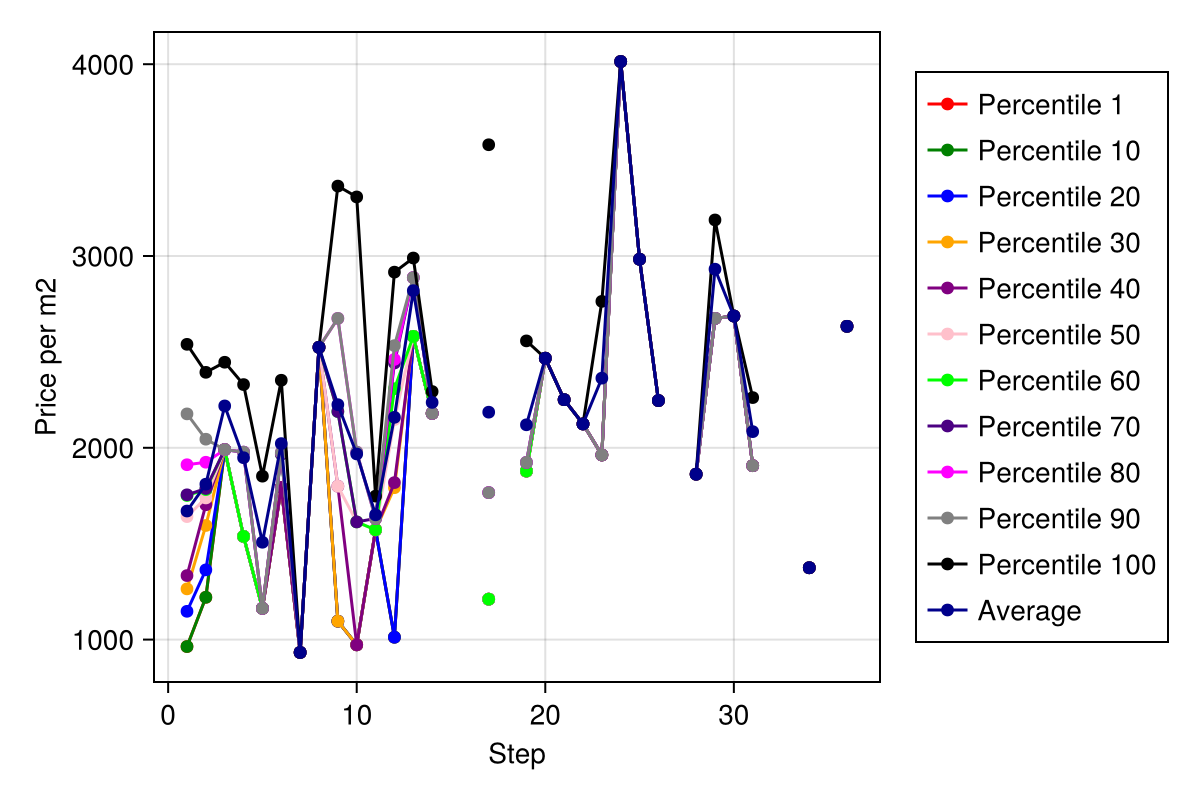 4000
3000
2000
1000
Price per m2
0 10 20 30
Step
Percentile 1
Percentile 10
Percentile 20
Percentile 30
Percentile 40
Percentile 50
Percentile 60
Percentile 70
Percentile 80
Percentile 90
Percentile 100
Average